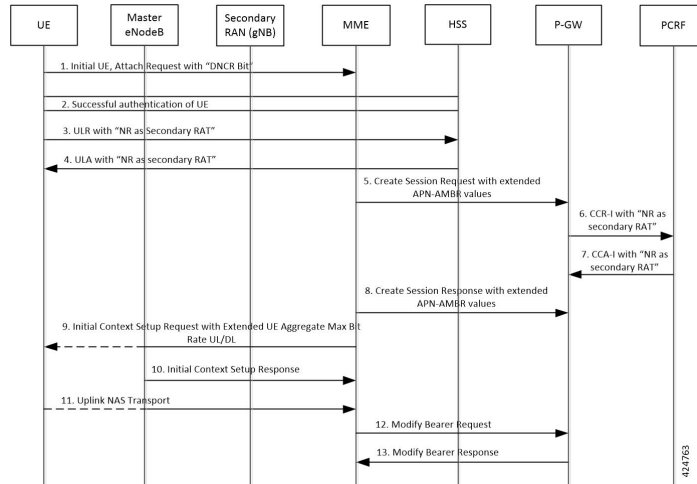 UE
Master
eNodeB
Secondary
RAN (gNB)
MME
HSS
P-GW
PCRF
1. Initial UE, Attach Request with “DNCR Bit”
2. Successful authentication of UE
3. ULR with “NR as Secondary RAT”
4. ULA with “NR as secondary RAT”
5. Create Session Request with extended
APN-AMBR values
6. CCR-I with “NR as
secondary RAT”
7. CCA-I with “NR as
secondary RAT”
8. Create Session Response with extended
APN-AMBR values
9. Initial Context Setup Request with Extended UE Aggregate Max Bit
Rate UL/DL
10. Initial Context Setup Response
11. Uplink NAS Transport
12. Modify Bearer Request
13. Modify Bearer Response
424763